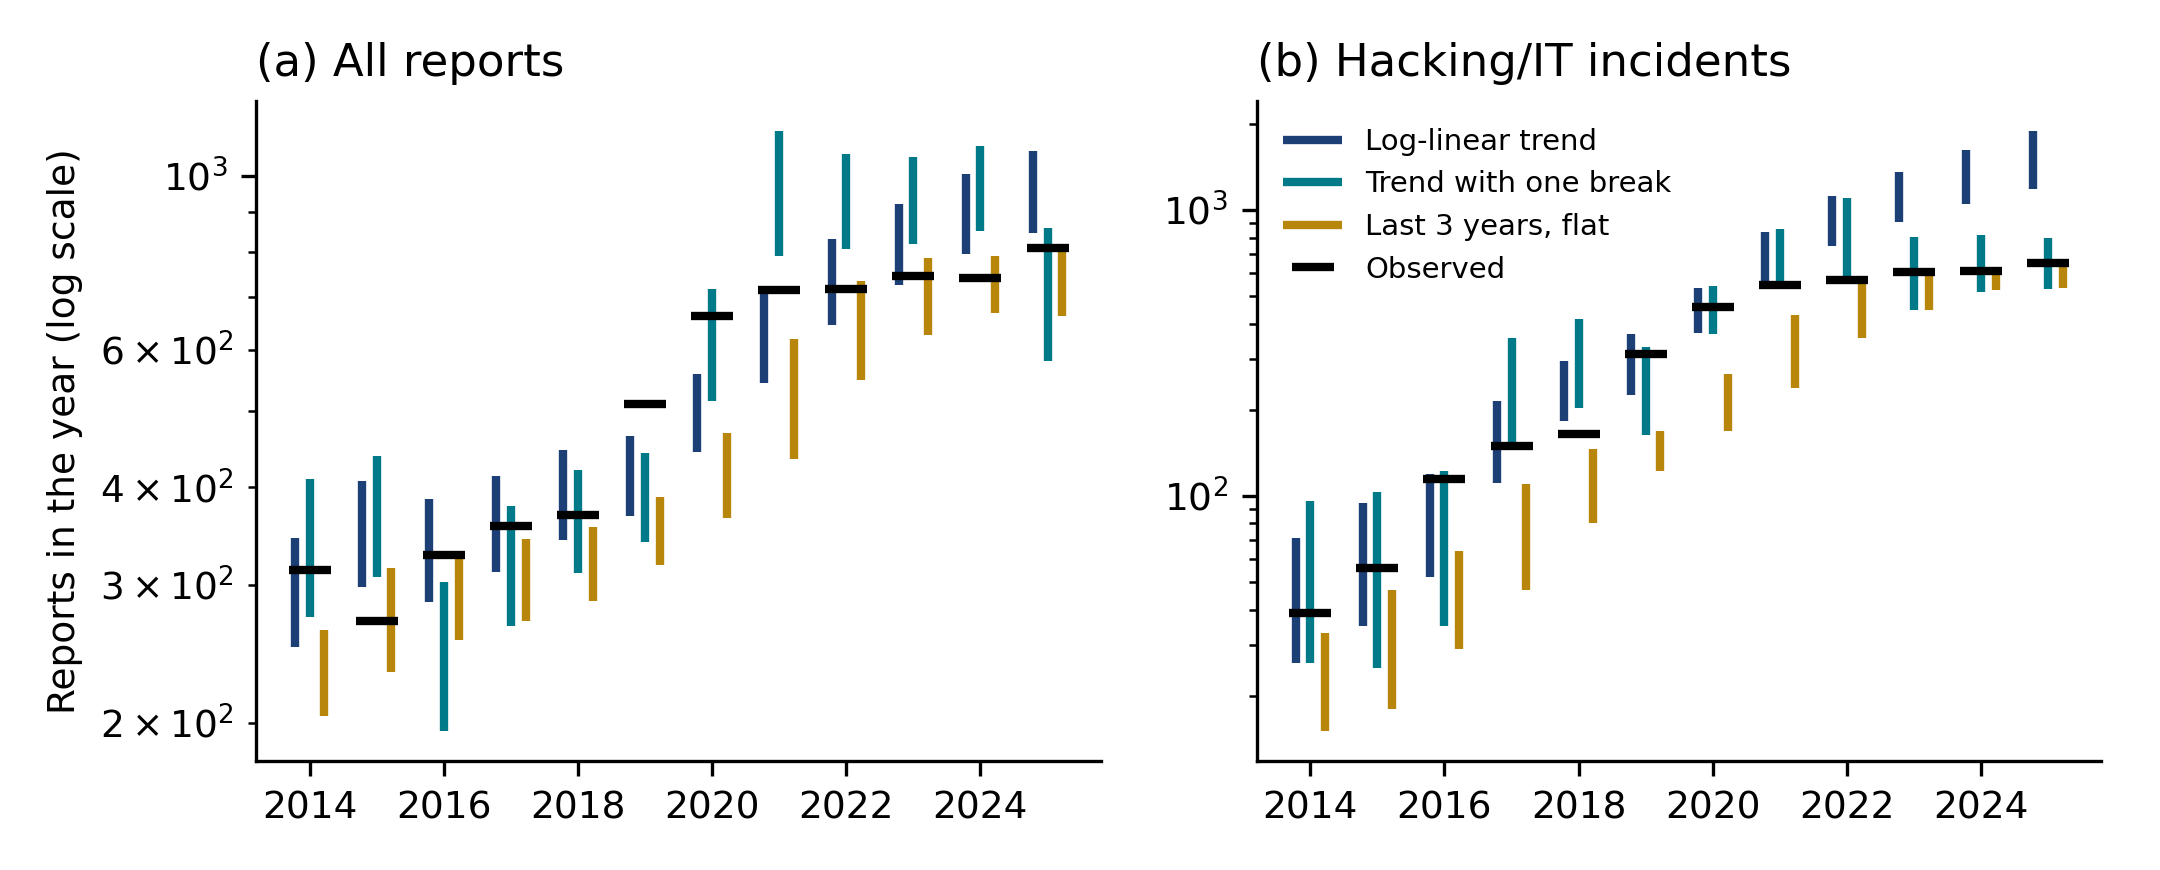 (a) All reports
Reports in the year (log scale)
10³
6 × 10²
4 × 10²
3 × 10²
2 × 10²
2014 2016 2018 2020 2022 2024
(b) Hacking/IT incidents
Log-linear trend
Trend with one break
Last 3 years, flat
Observed
10³
10²
2014 2016 2018 2020 2022 2024